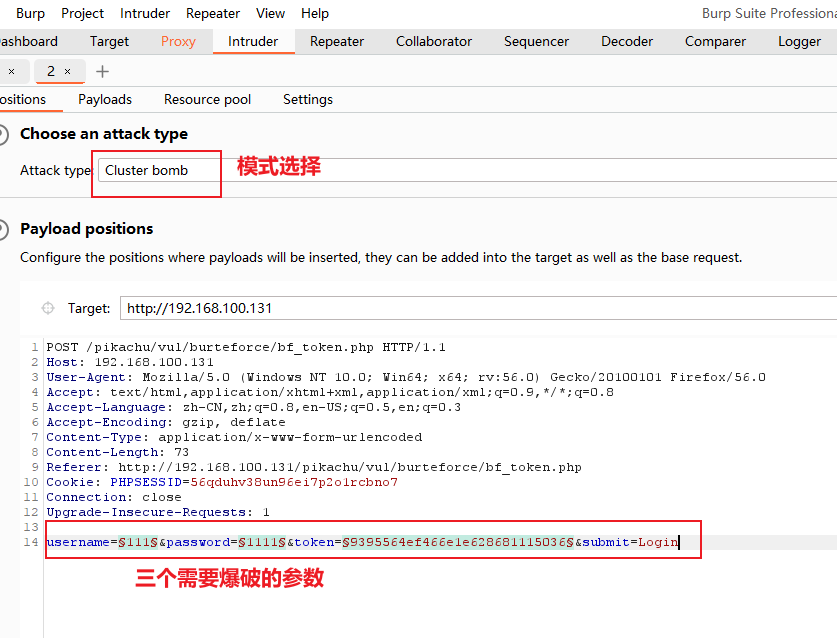 Burp Project Intruder Repeater View Help Burp Suite Professiona
ashboard Target Proxy Intruder Repeater Collaborator Sequencer Decoder Comparer Logger
× 2 × +
ositions Payloads Resource pool Settings
Choose an attack type
Attack type: Cluster bomb 模式选择
Payload positions
Configure the positions where payloads will be inserted, they can be added into the target as well as the base request.
Target: http://192.168.100.131
1 POST /pikachu/vul/burteforce/bf_token.php HTTP/1.1
2 Host: 192.168.100.131
3 User-Agent: Mozilla/5.0 (Windows NT 10.0; Win64; x64; rv:56.0) Gecko/20100101 Firefox/56.0
4 Accept: text/html,application/xhtml+xml,application/xml;q=0.9,*/*;q=0.8
5 Accept-Language: zh-CN,zh;q=0.8,en-US;q=0.5,en;q=0.3
6 Accept-Encoding: gzip, deflate
7 Content-Type: application/x-www-form-urlencoded
8 Content-Length: 73
9 Referer: http://192.168.100.131/pikachu/vul/burteforce/bf_token.php
10 Cookie: PHPSESSID=56qduhv38un96ei7p2o1rcbno7
11 Connection: close
12 Upgrade-Insecure-Requests: 1
13
14 username=§111§&password=§1111§&token=§9395564ef466e1e628681115036§&submit=Login
三个需要爆破的参数